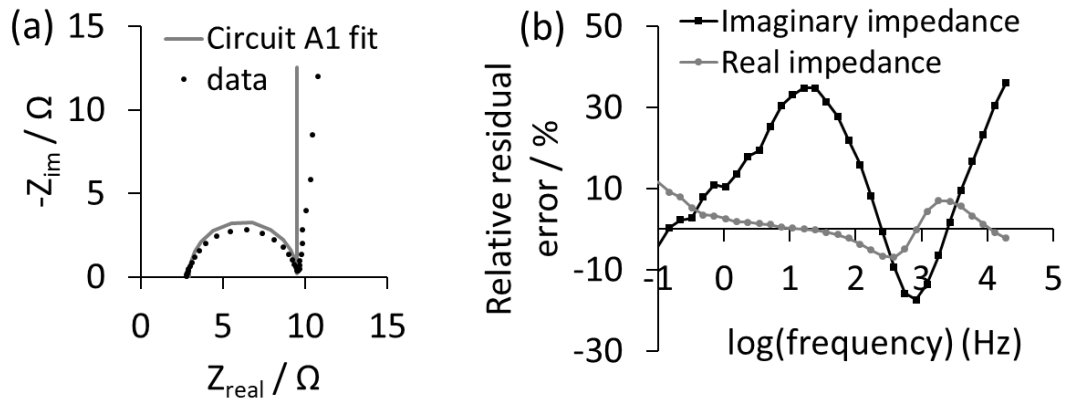 (a)
15
10
5
0
-Z_im / Ω
Circuit A1 fit
data
0 5 10 15
Z_real / Ω
(b)
50
30
10
-10
-30
Relative residual
error / %
Imaginary impedance
Real impedance
-1 0 1 2 3 4 5
log(frequency) (Hz)